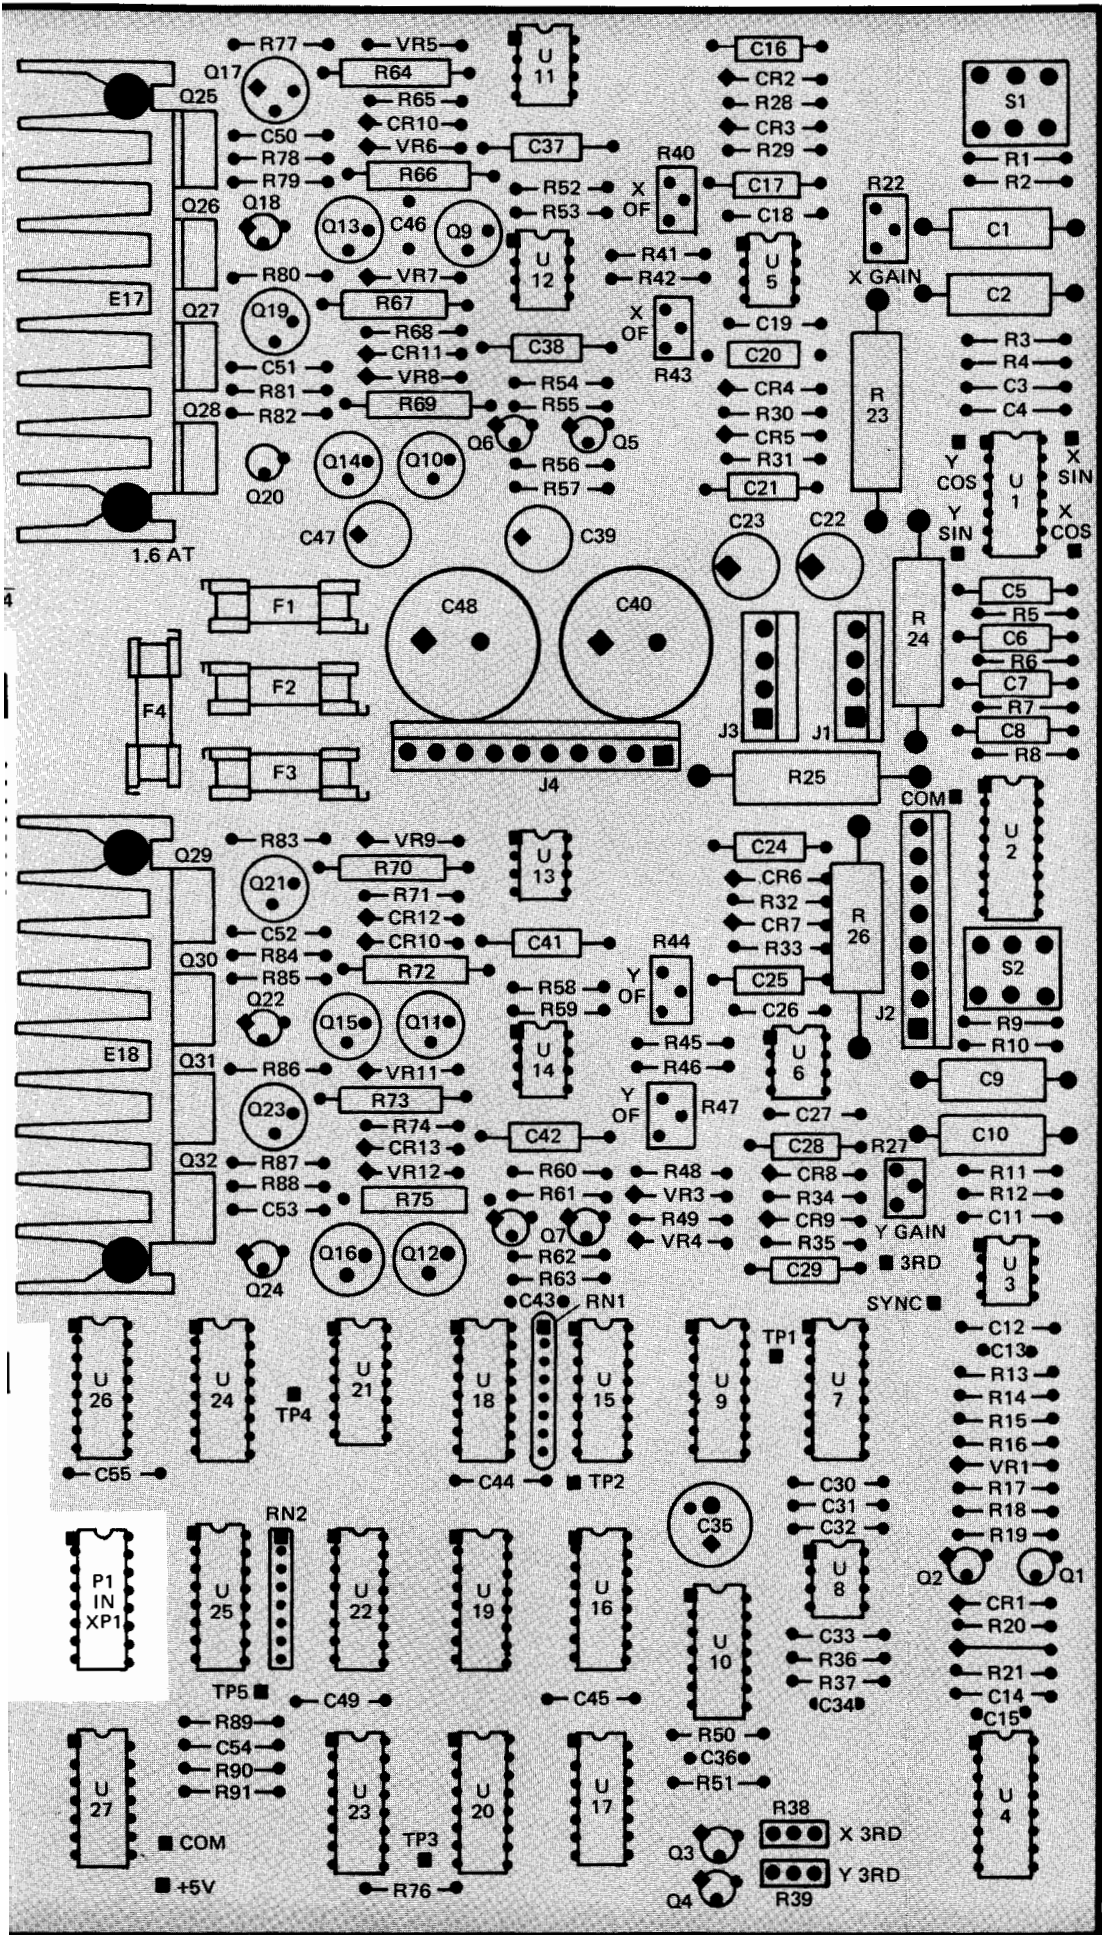 R77
VR5
U
11
C16
Q17
R64
CR2
S1
Q25
R65
R28
C50
CR10
CR3
R78
VR6
C37
R29
R1
R79
R66
R40
C17
R22
R2
Q18
R52
X
OF
Q26
Q13
C46
Q9
R53
C18
C1
U
12
R41
U
5
R80
VR7
R42
X GAIN
E17
R67
X
OF
C2
Q27
Q19
R68
C19
R3
CR11
C38
C20
R4
C51
VR8
R43
C3
R81
R54
CR4
R
23
C4
Q28
R82
R69
R55
R30
Q6
Q5
CR5
Y
COS
U
1
X
SIN
Q14
Q10
R56
R31
Q20
R57
C21
Y
SIN
X
COS
C47
C39
C23
C22
1.6 AT
4
F1
C48
C40
R
24
C5
R5
C6
R6
F2
C7
F4
R7
J3
J1
C8
F3
J4
R25
R8
COM
U
2
R83
VR9
U
13
C24
Q29
R70
CR6
Q21
R71
R32
C52
CR12
CR7
R
26
Q30
R84
CR10
C41
R44
R33
S2
R85
R72
Y
OF
C25
Q22
R58
C26
J2
Q15
Q11
R59
R9
E18
U
14
R45
U
6
R10
Q31
R86
VR11
R46
C9
R73
Y
OF
R47
C27
Q23
R74
C42
C28
R27
C10
Q32
R87
CR13
R60
R48
CR8
R11
R88
VR12
R61
VR3
R34
R12
C53
R75
R49
CR9
C11
Q7
VR4
R35
Y GAIN
Q16
Q12
R62
C29
3RD
U
3
Q24
R63
C43
RN1
SYNC
TP1
C12
C13
U
26
U
24
U
21
U
18
U
15
U
9
U
7
R13
R14
TP4
R15
R16
C55
C44
TP2
C30
VR1
R17
RN2
C35
C31
R18
C32
R19
P1
IN
XP1
U
25
U
22
U
19
U
16
U
8
Q2
Q1
CR1
R20
U
10
C33
R36
R21
TP5
C49
C45
R37
C14
C34
C15
R89
R50
C54
C36
R90
R51
U
27
R91
U
23
U
20
U
17
U
4
R38
COM
TP3
Q3
X 3RD
+5V
R76
Q4
Y 3RD
R39